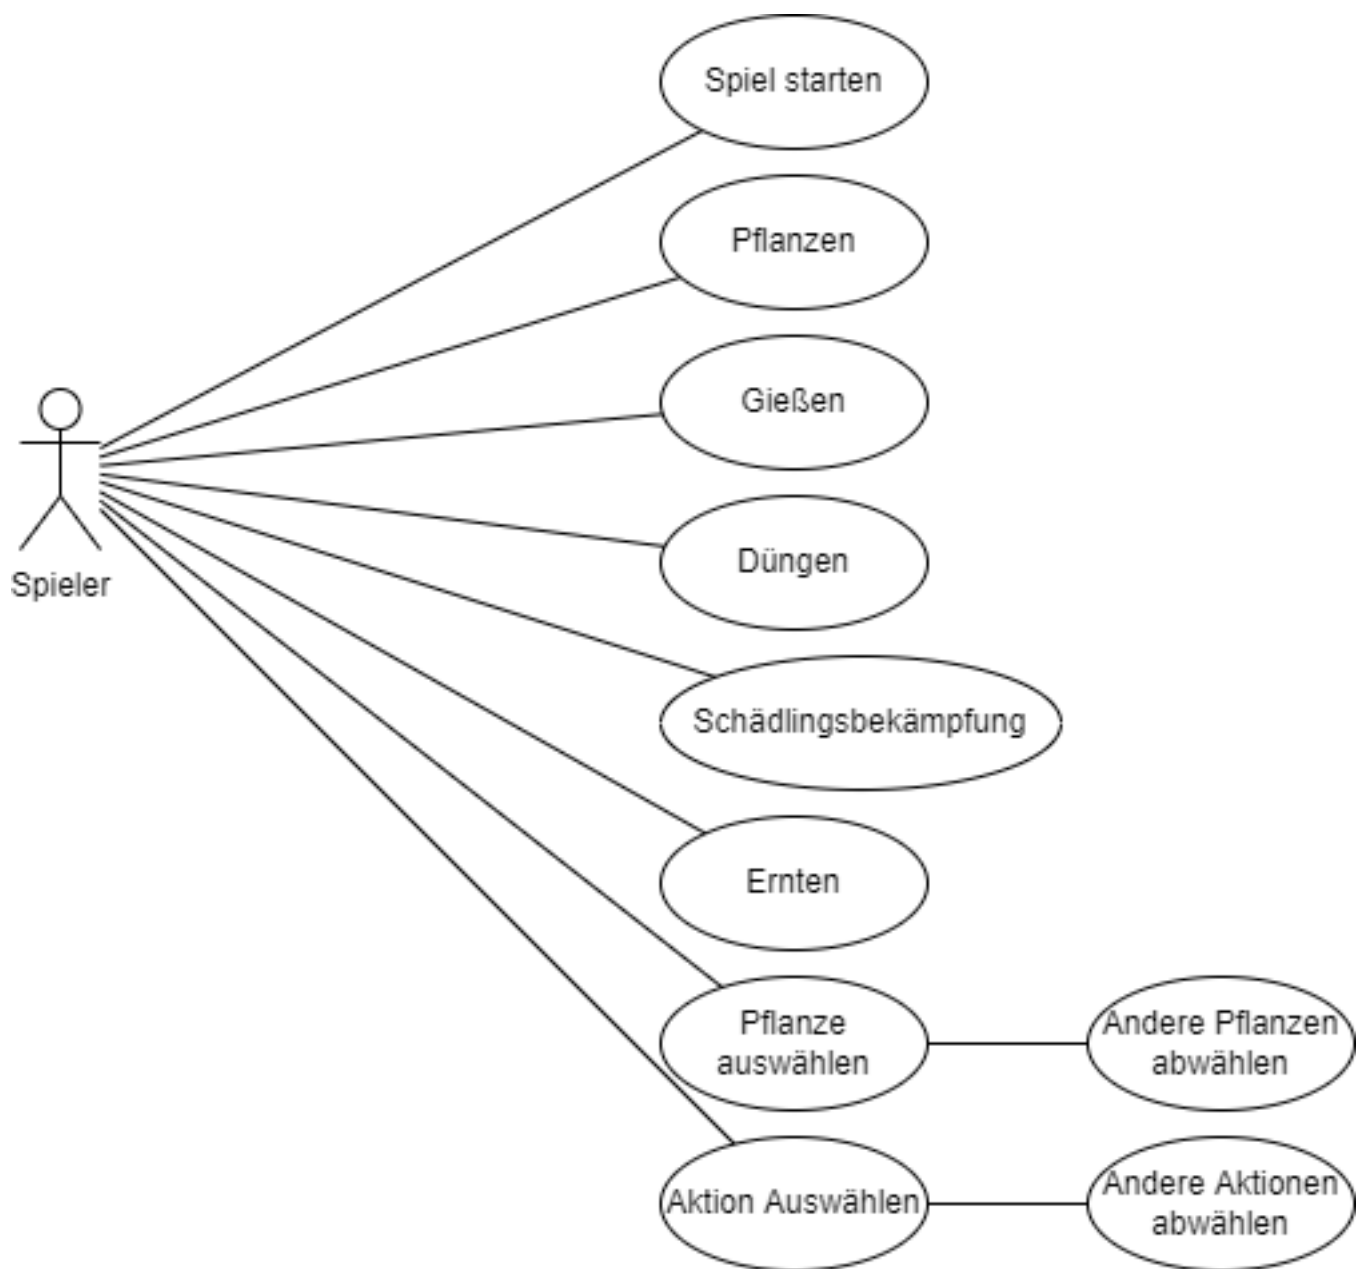 Spiel starten
Pflanzen
Gießen
Düngen
Spieler
Schädlingsbekämpfung
Ernten
Pflanze
auswählen
Andere Pflanzen
abwählen
Aktion Auswählen
Andere Aktionen
abwählen